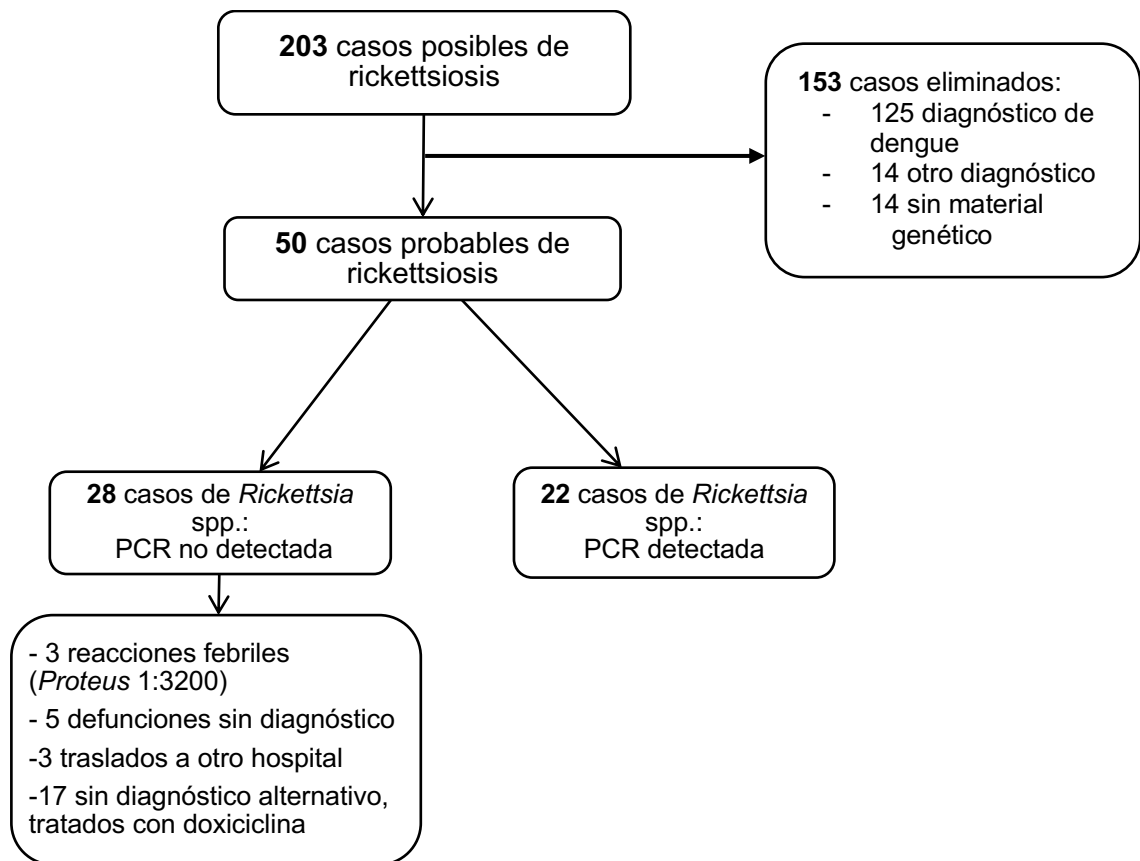 203 casos posibles de
rickettsiosis
153 casos eliminados:
- 125 diagnóstico de
dengue
- 14 otro diagnóstico
- 14 sin material
genético
50 casos probables de
rickettsiosis
28 casos de Rickettsia
spp.:
PCR no detectada
22 casos de Rickettsia
spp.:
PCR detectada
- 3 reacciones febriles
(Proteus 1:3200)
- 5 defunciones sin diagnóstico
-3 traslados a otro hospital
-17 sin diagnóstico alternativo,
tratados con doxiciclina